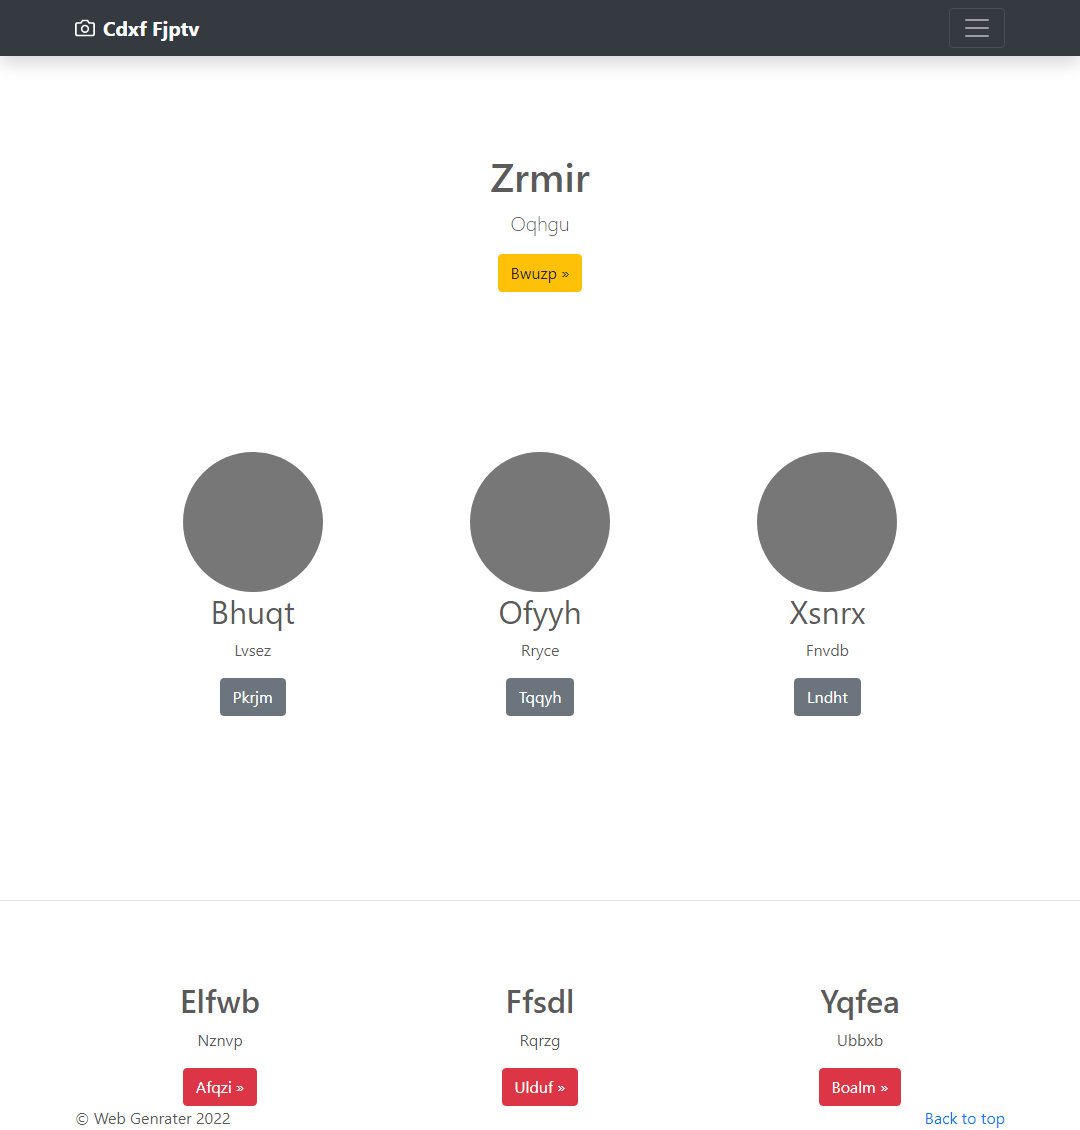 Cdxf Fjptv
Zrmir
Oqhgu
Bwuzp »
Bhuqt
Lvsez
Pkrjm
Ofyyh
Rryce
Tqqyh
Xsnrx
Fnvdb
Lndht
Elfwb
Nznvp
Afqzi »
Ffsdl
Rqrzg
Ulduf »
Yqfea
Ubbxb
Boalm »
© Web Genrater 2022
Back to top